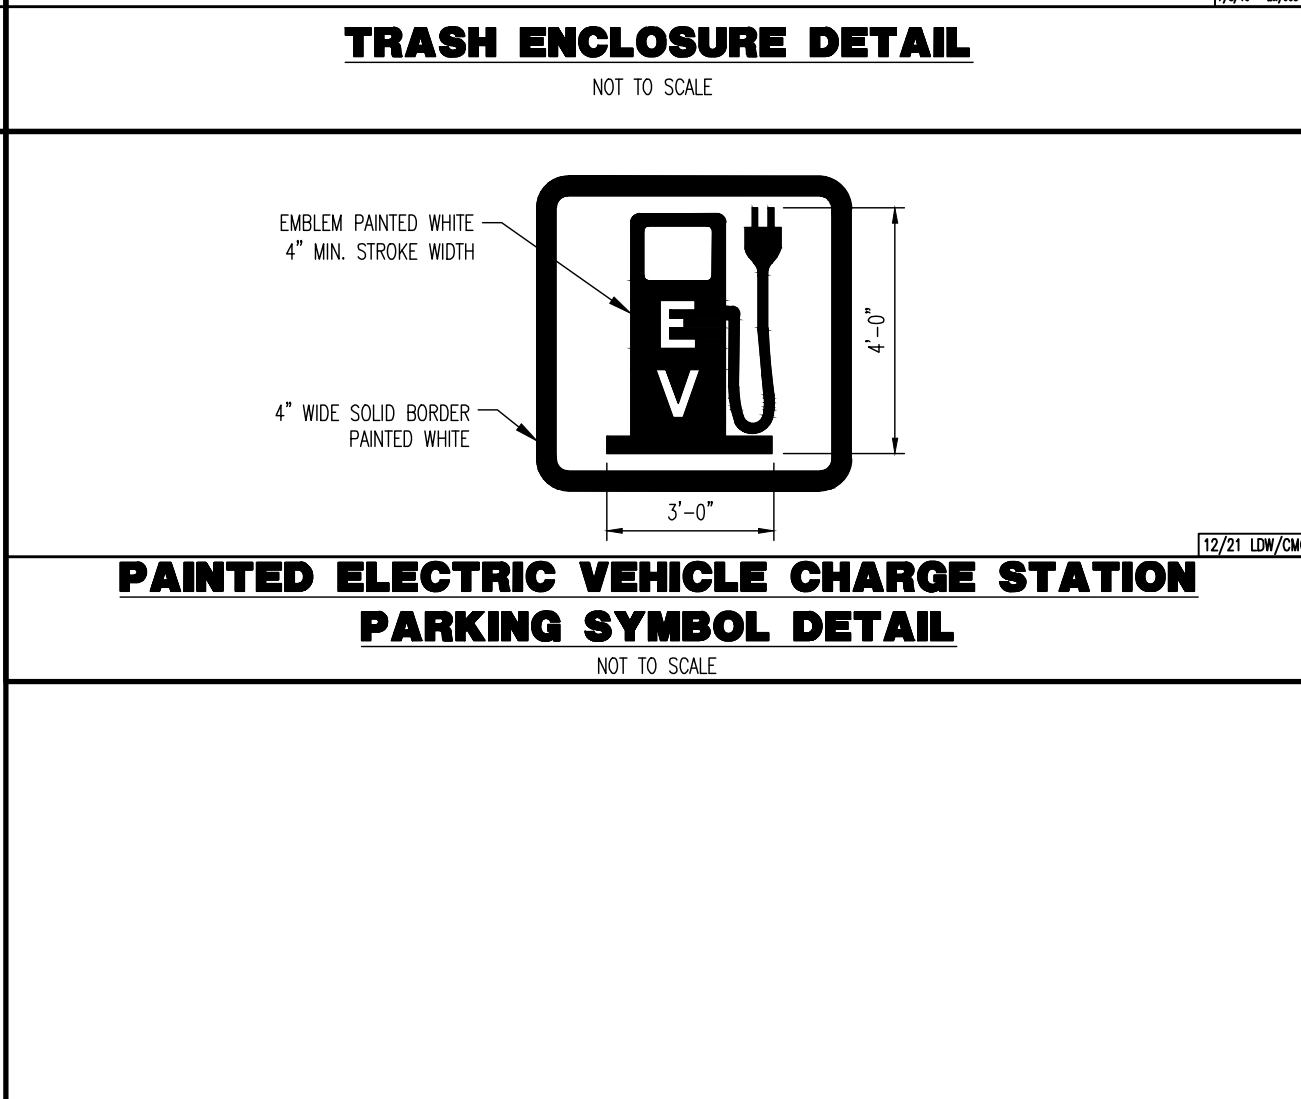 TRASH ENCLOSURE DETAIL
NOT TO SCALE
EMBLEM PAINTED WHITE
4" MIN. STROKE WIDTH
E
V
4'-0"
4" WIDE SOLID BORDER
PAINTED WHITE
3'-0"
12/21 LDW/CM
PAINTED ELECTRIC VEHICLE CHARGE STATION
PARKING SYMBOL DETAIL
NOT TO SCALE